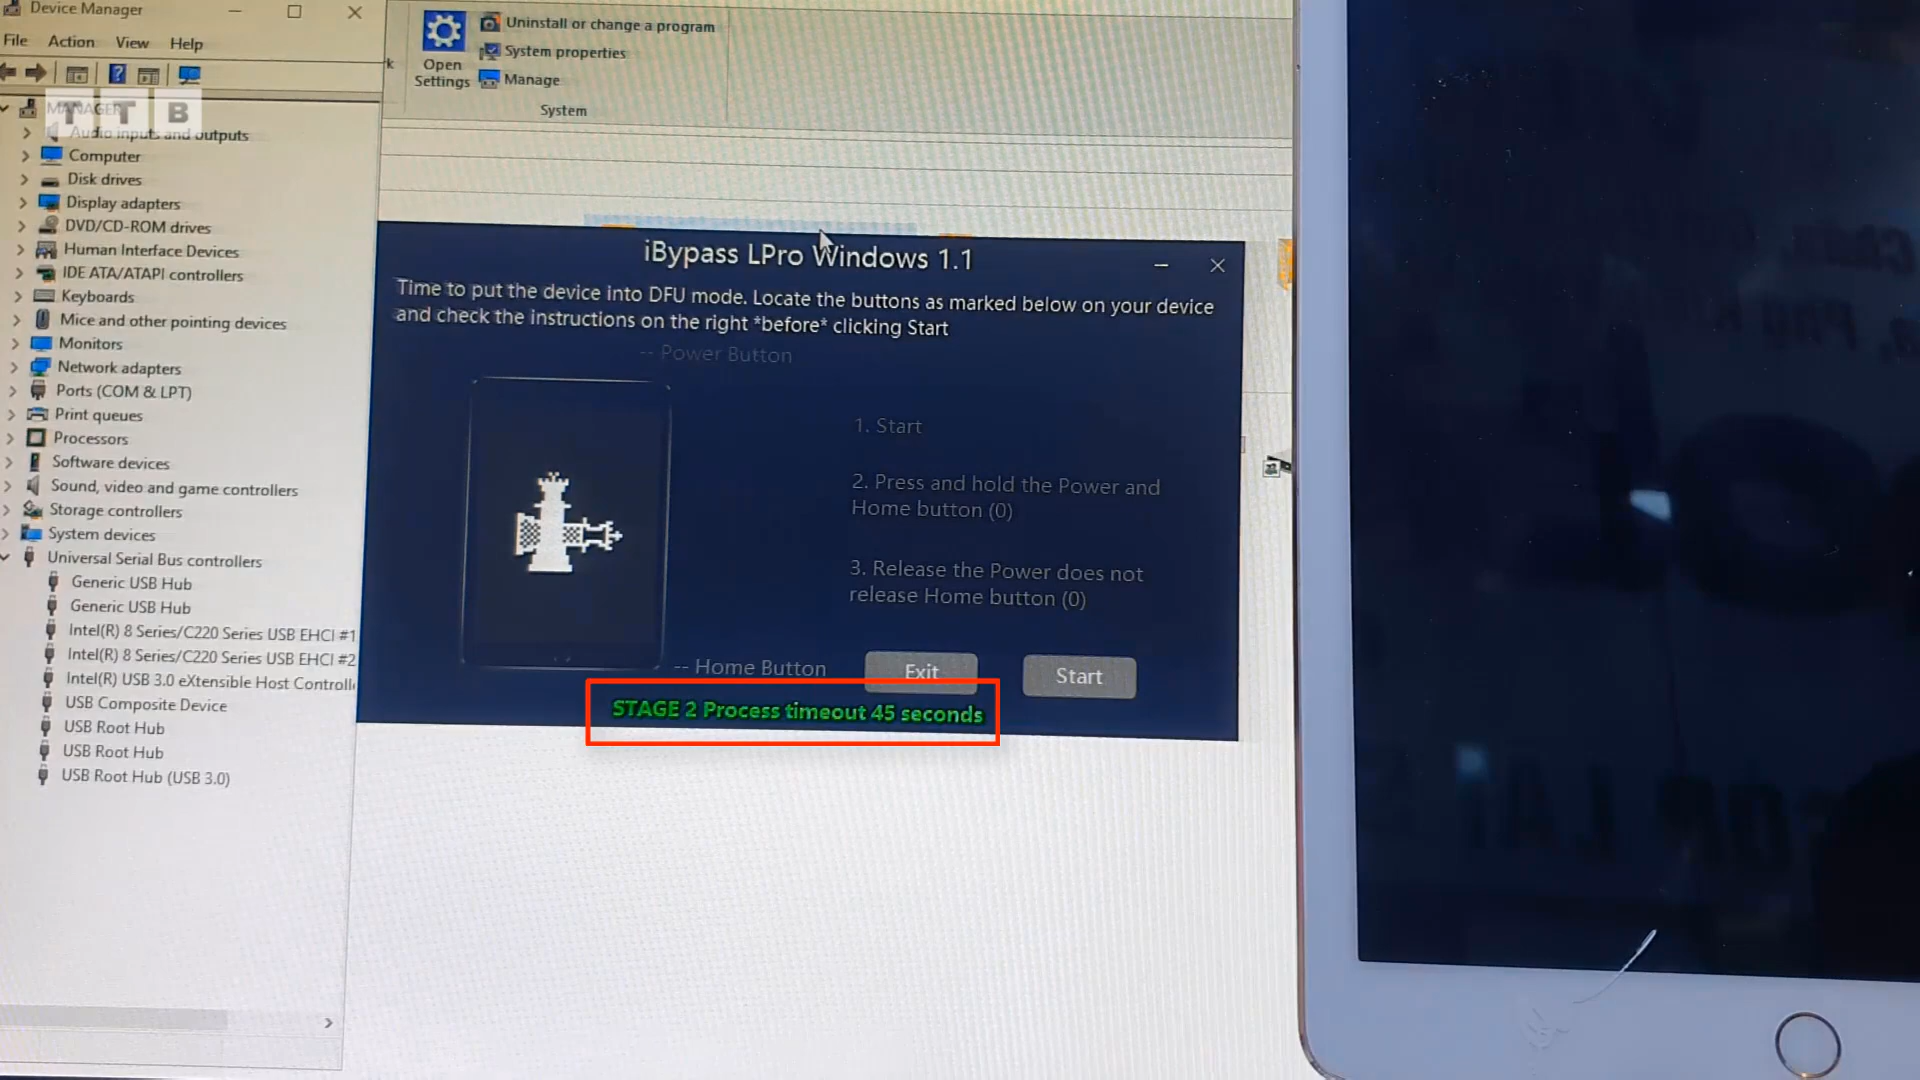 Device Manager
File Action View Help
TTB
Audio inputs and outputs
Computer
Disk drives
Display adapters
DVD/CD-ROM drives
Human Interface Devices
IDE ATA/ATAPI controllers
Keyboards
Mice and other pointing devices
Monitors
Network adapters
Ports (COM & LPT)
Print queues
Processors
Software devices
Sound, video and game controllers
Storage controllers
System devices
Universal Serial Bus controllers
Generic USB Hub
Generic USB Hub
Intel(R) 8 Series/C220 Series USB EHCI #1
Intel(R) 8 Series/C220 Series USB EHCI #2
Intel(R) USB 3.0 eXtensible Host Controll
USB Composite Device
USB Root Hub
USB Root Hub
USB Root Hub (USB 3.0)
Open
Settings
Uninstall or change a program
System properties
Manage
System
iBypass LPro Windows 1.1
Time to put the device into DFU mode. Locate the buttons as marked below on your device
and check the instructions on the right *before* clicking Start
-- Power Button
1. Start
2. Press and hold the Power and
Home button (0)
3. Release the Power does not
release Home button (0)
-- Home Button
Exit
Start
STAGE 2 Process timeout 45 seconds